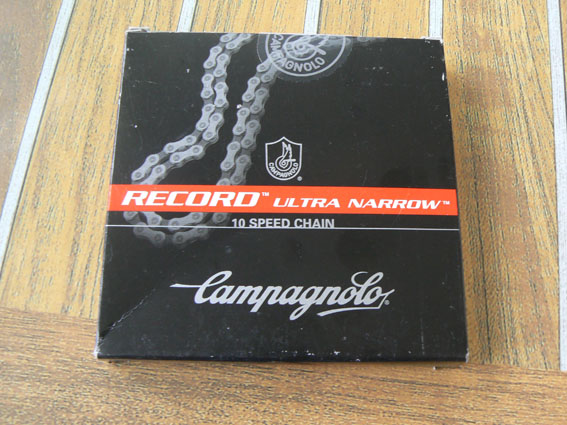 CAMPAGNOLO
CAMPAGNOLO
®
RECORD™ ULTRA NARROW™
10 SPEED CHAIN
Campagnolo®